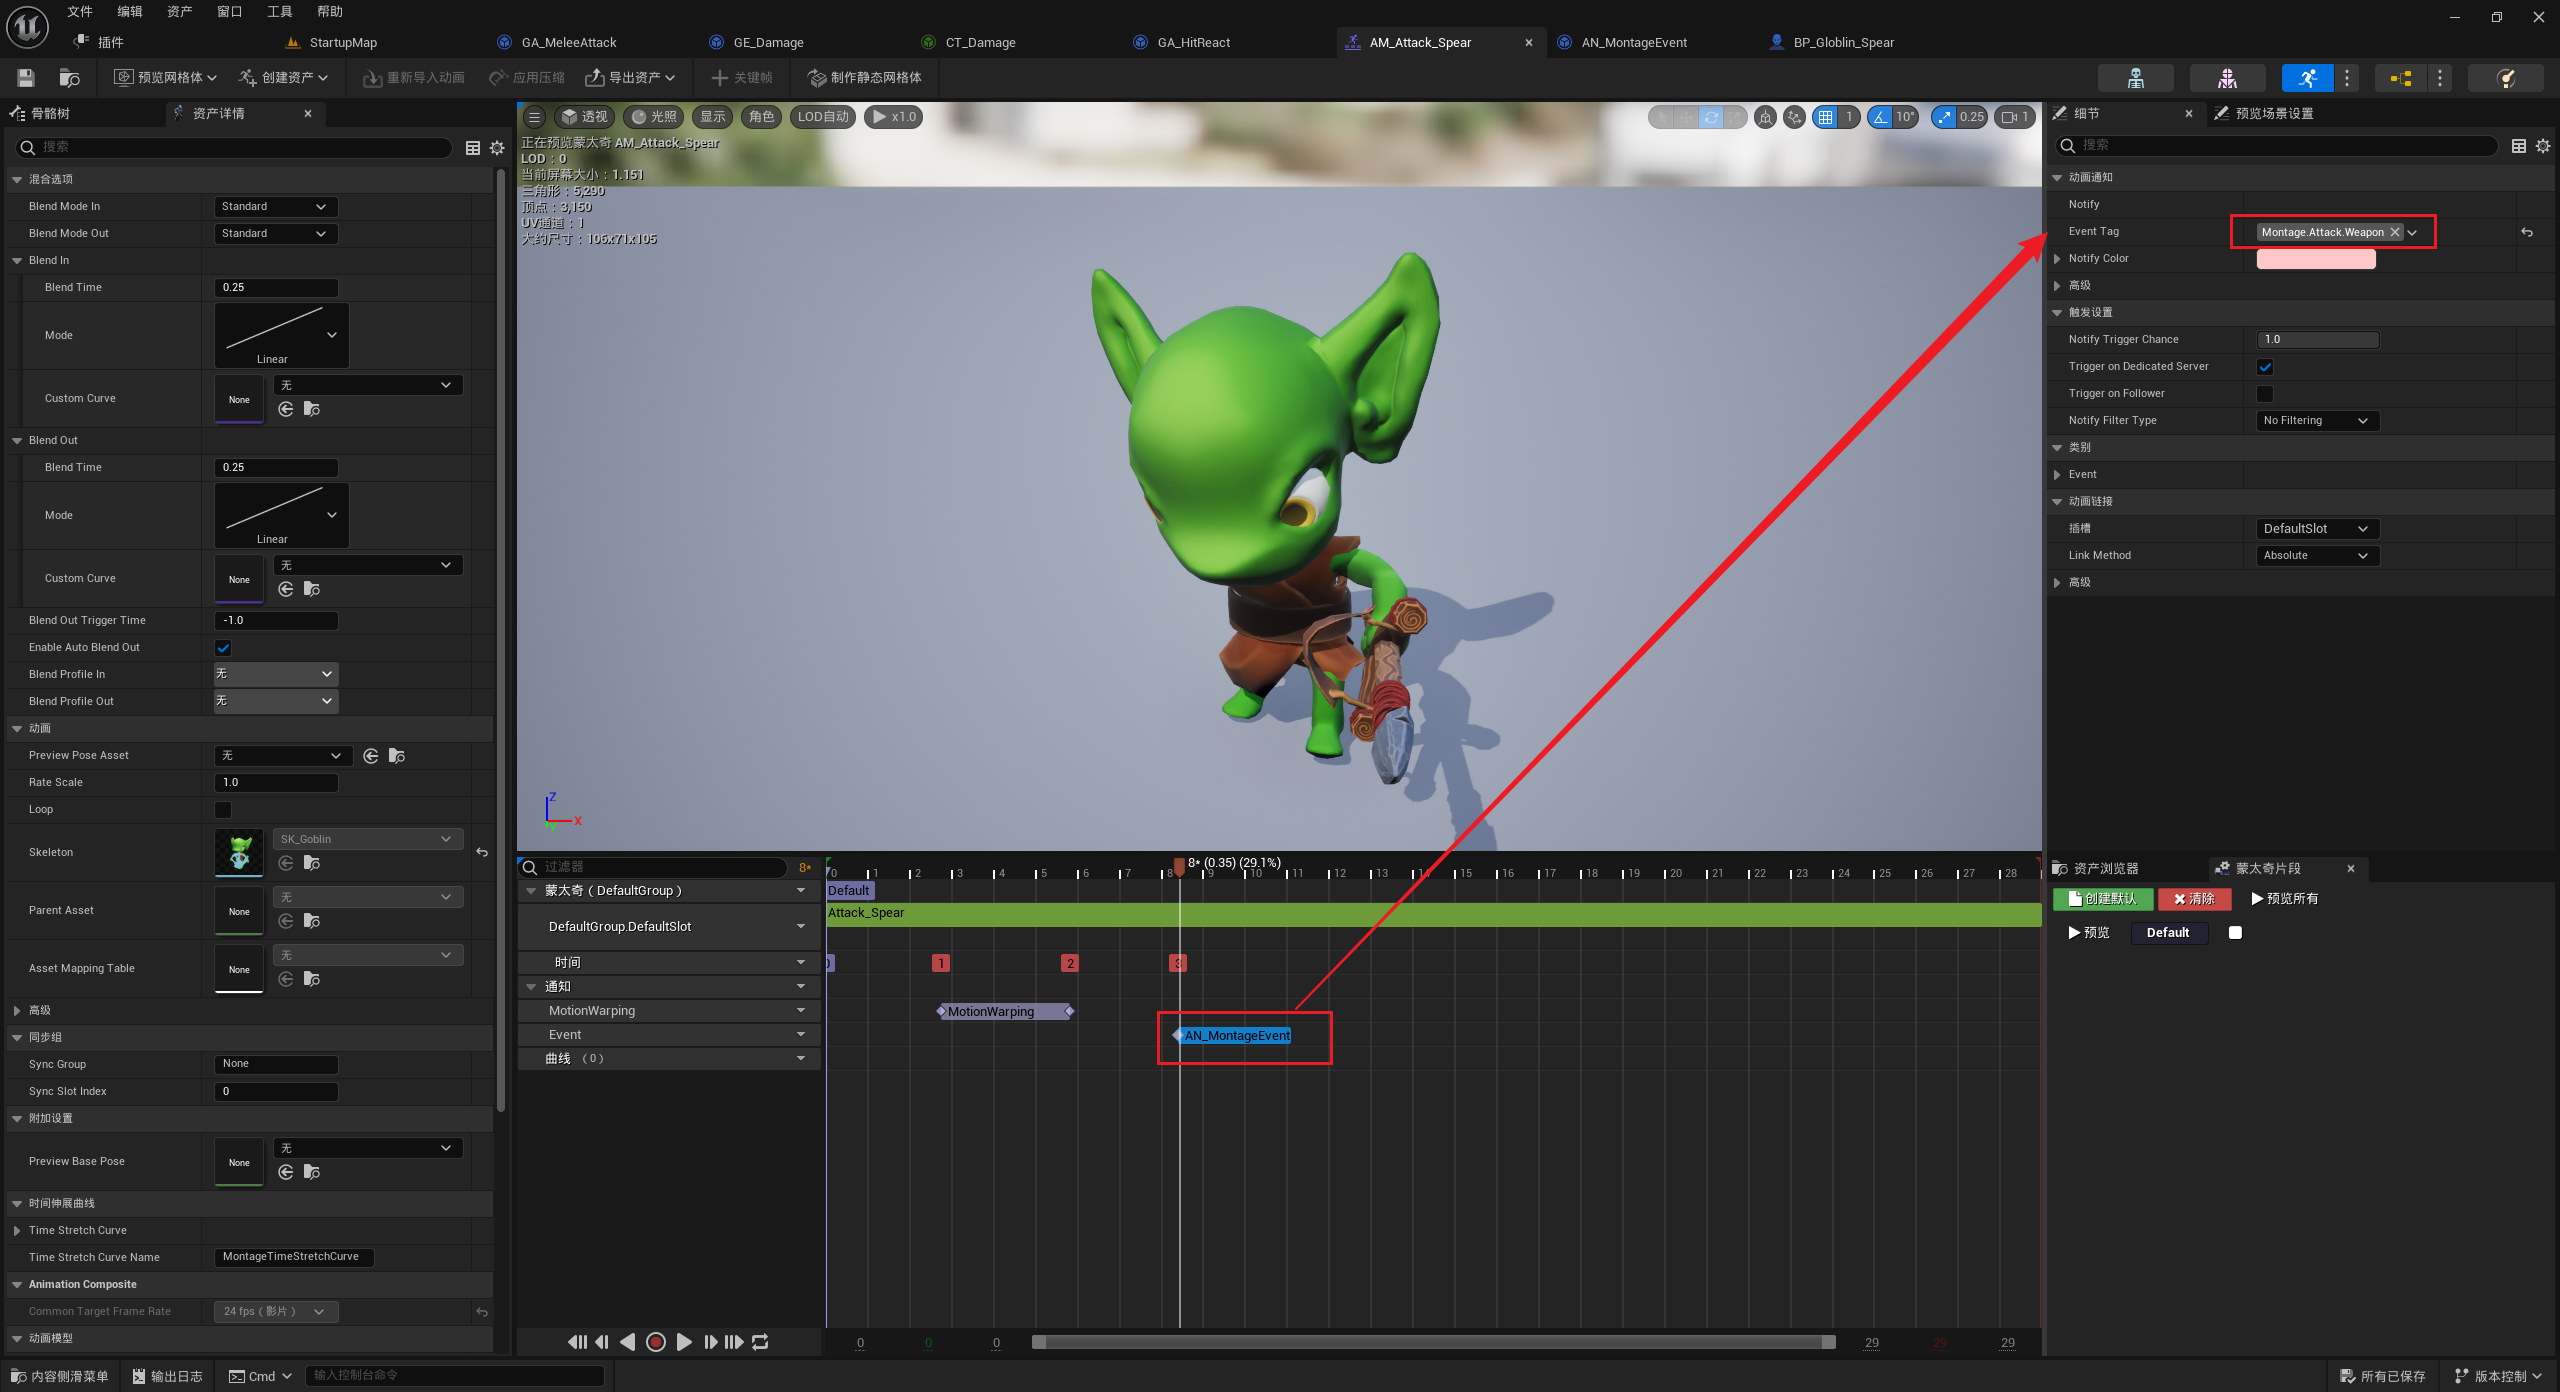 文件 编辑 资产 窗口 工具 帮助
插件 StartupMap GA_MeleeAttack GE_Damage CT_Damage GA_HitReact AM_Attack_Spear AN_MontageEvent BP_Globlin_Spear
预览网格体 创建资产 重新导入动画 应用压缩 导出资产 关键帧 制作静态网格体
骨骼树 资产详情
搜索
混合选项
Blend Mode In Standard
Blend Mode Out Standard
Blend In
Blend Time 0.25
Mode Linear
Custom Curve None 无
Blend Out
Blend Time 0.25
Mode Linear
Custom Curve None 无
Blend Out Trigger Time -1.0
Enable Auto Blend Out
Blend Profile In 无
Blend Profile Out 无
动画
Preview Pose Asset 无
Rate Scale 1.0
Loop
Skeleton SK_Goblin
Parent Asset None 无
Asset Mapping Table None 无
高级
同步组
Sync Group None
Sync Slot Index 0
附加设置
Preview Base Pose None 无
时间伸展曲线
Time Stretch Curve
Time Stretch Curve Name MontageTimeStretchCurve
Animation Composite
Common Target Frame Rate 24 fps（影片）
动画模型
透视 光照 显示 角色 LOD自动 x1.0 1 10° 0.25 1
正在预览蒙太奇 AM_Attack_Spear
LOD：0
当前屏幕大小：1.151
三角形：5,290
顶点：3,150
UV通道：1
大约尺寸：106x71x105
Z
X
过滤器 8*
8* (0.35) (29.1%)
0 1 2 3 4 5 6 7 8 9 10 11 12 13 14 15 16 17 18 19 20 21 22 23 24 25 26 27 28
蒙太奇（DefaultGroup） Default
Attack_Spear
DefaultGroup.DefaultSlot
时间 1 2 3
通知
MotionWarping MotionWarping
Event AN_MontageEvent
曲线 （0）
0 0 0 29 29 29
细节 预览场景设置
搜索
动画通知
Notify
Event Tag Montage.Attack.Weapon
Notify Color
高级
触发设置
Notify Trigger Chance 1.0
Trigger on Dedicated Server
Trigger on Follower
Notify Filter Type No Filtering
类别
Event
动画链接
插槽 DefaultSlot
Link Method Absolute
高级
资产浏览器 蒙太奇片段
创建默认 清除 预览所有
预览 Default
内容侧滑菜单 输出日志 Cmd 输入控制台命令 所有已保存 版本控制